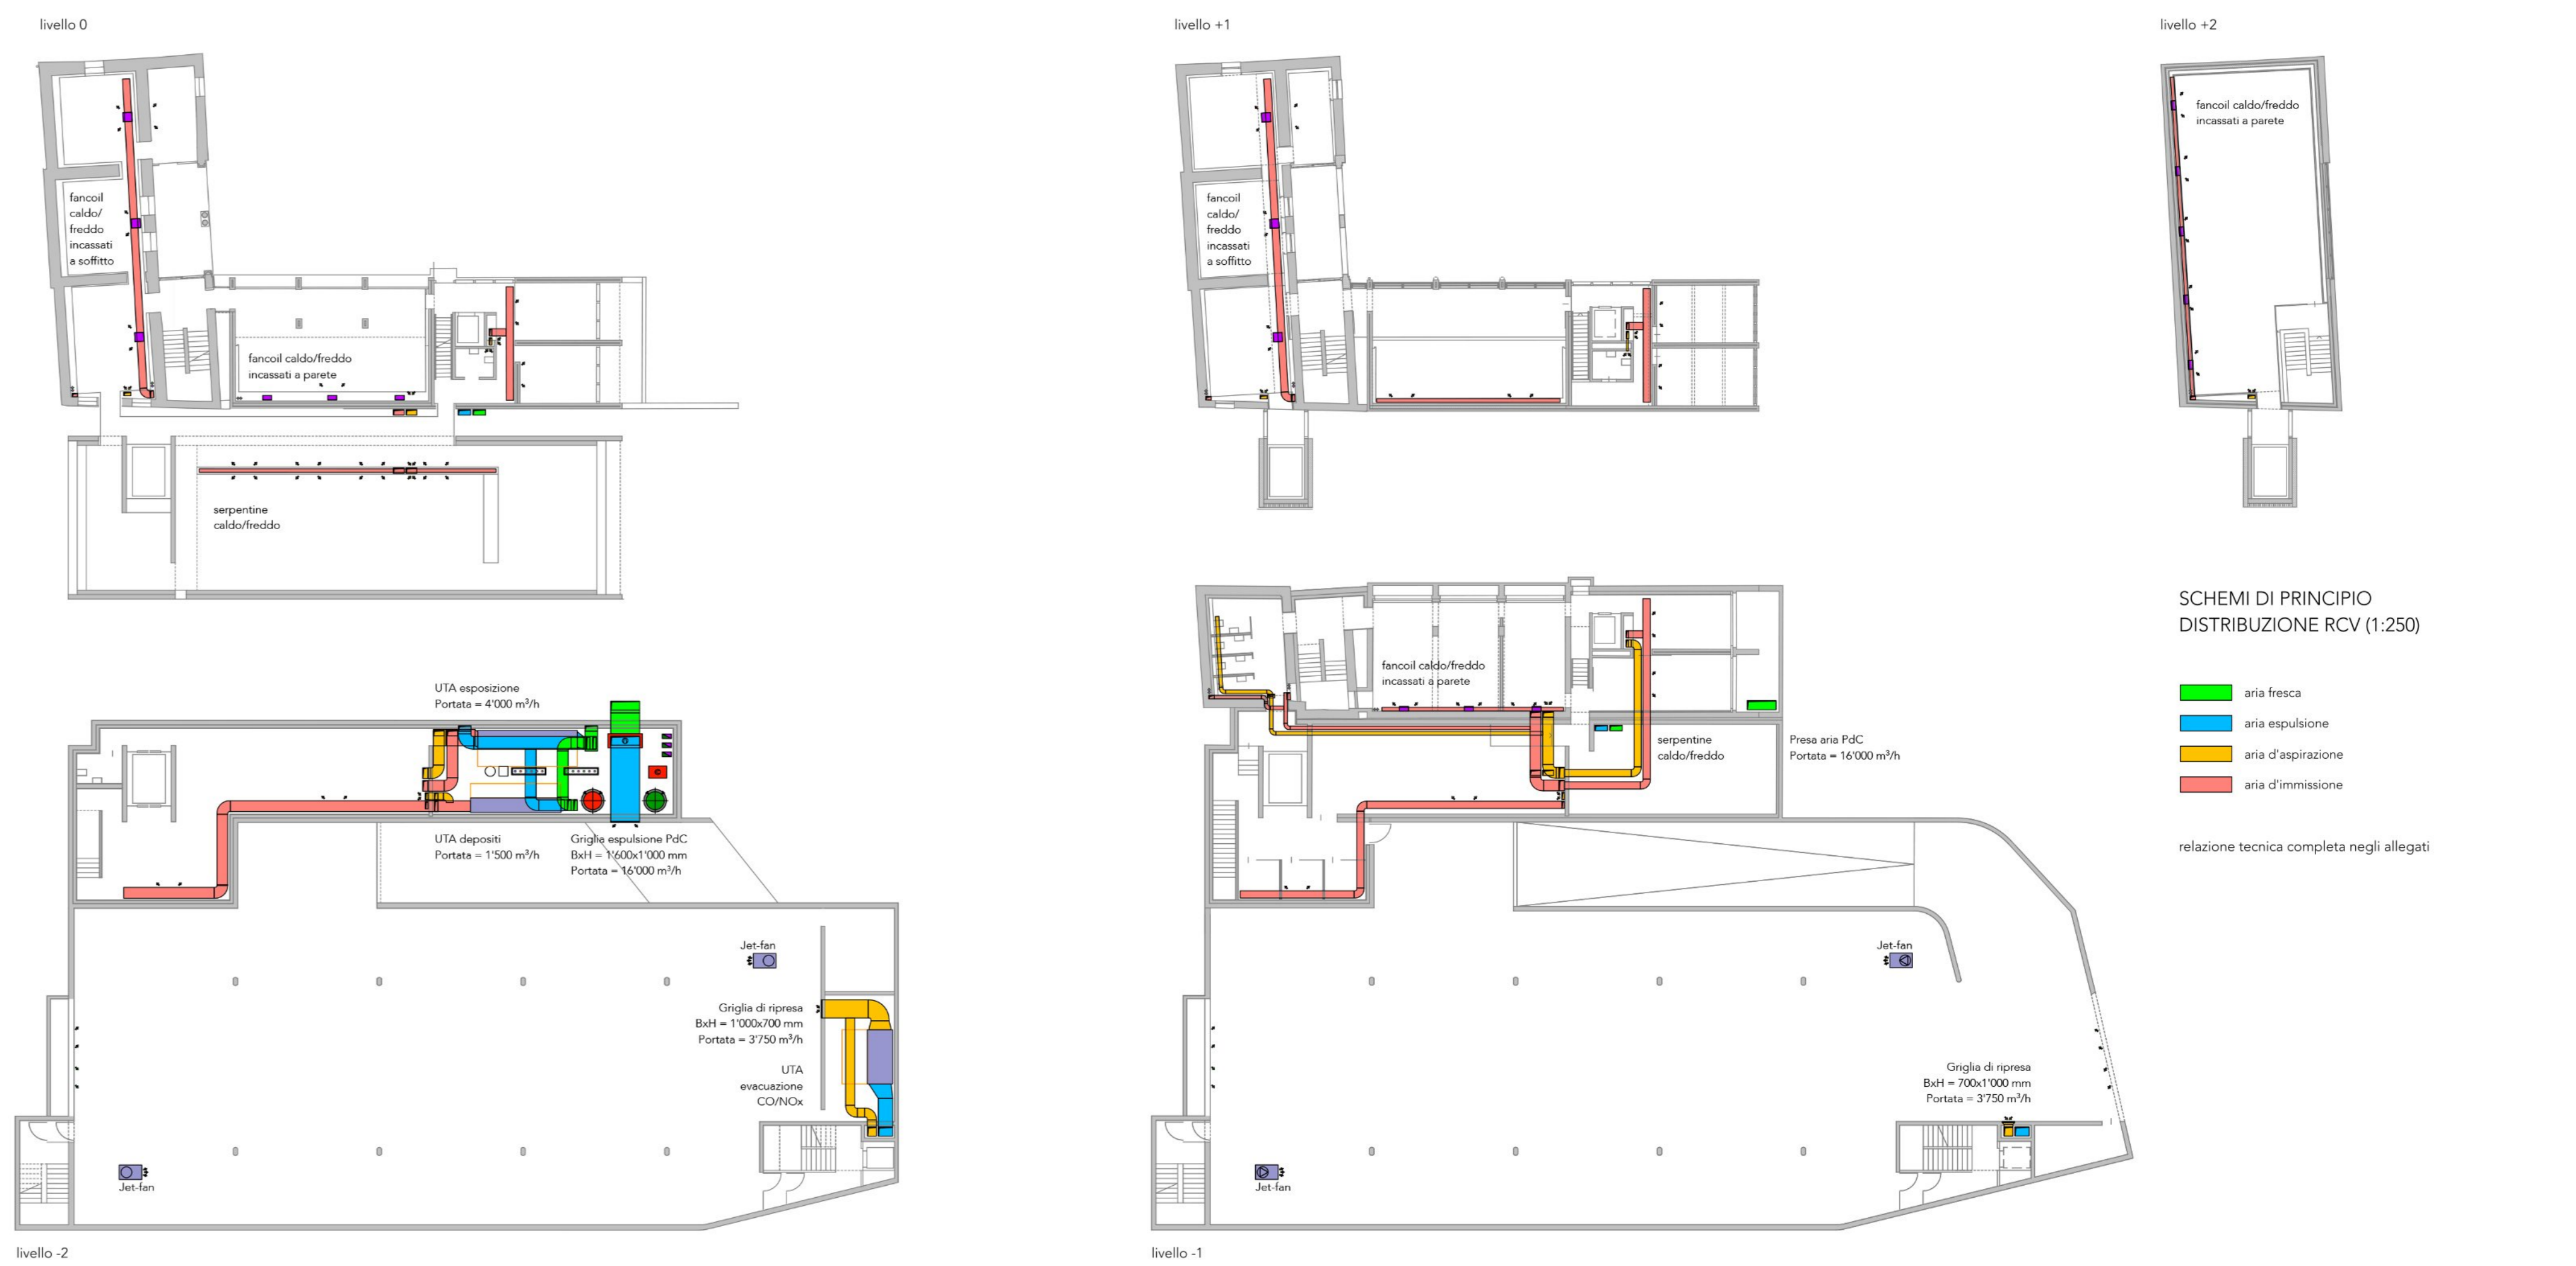 livello 0
livello +1
livello +2
fancoil
caldo/
freddo
incassati
a soffitto
fancoil caldo/freddo
incassati a parete
serpentine
caldo/freddo
fancoil
caldo/
freddo
incassati
a soffitto
fancoil caldo/freddo
incassati a parete
SCHEMI DI PRINCIPIO
DISTRIBUZIONE RCV (1:250)
aria fresca
aria espulsione
aria d'aspirazione
aria d'immissione
relazione tecnica completa negli allegati
UTA esposizione
Portata = 4'000 m³/h
UTA depositi
Portata = 1'500 m³/h
Griglia espulsione PdC
BxH = 1'600x1'000 mm
Portata = 16'000 m³/h
Jet-fan
Griglia di ripresa
BxH = 1'000x700 mm
Portata = 3'750 m³/h
UTA
evacuazione
CO/NOx
Jet-fan
livello -2
fancoil caldo/freddo
incassati a parete
serpentine
caldo/freddo
Presa aria PdC
Portata = 16'000 m³/h
Jet-fan
Griglia di ripresa
BxH = 700x1'000 mm
Portata = 3'750 m³/h
Jet-fan
livello -1